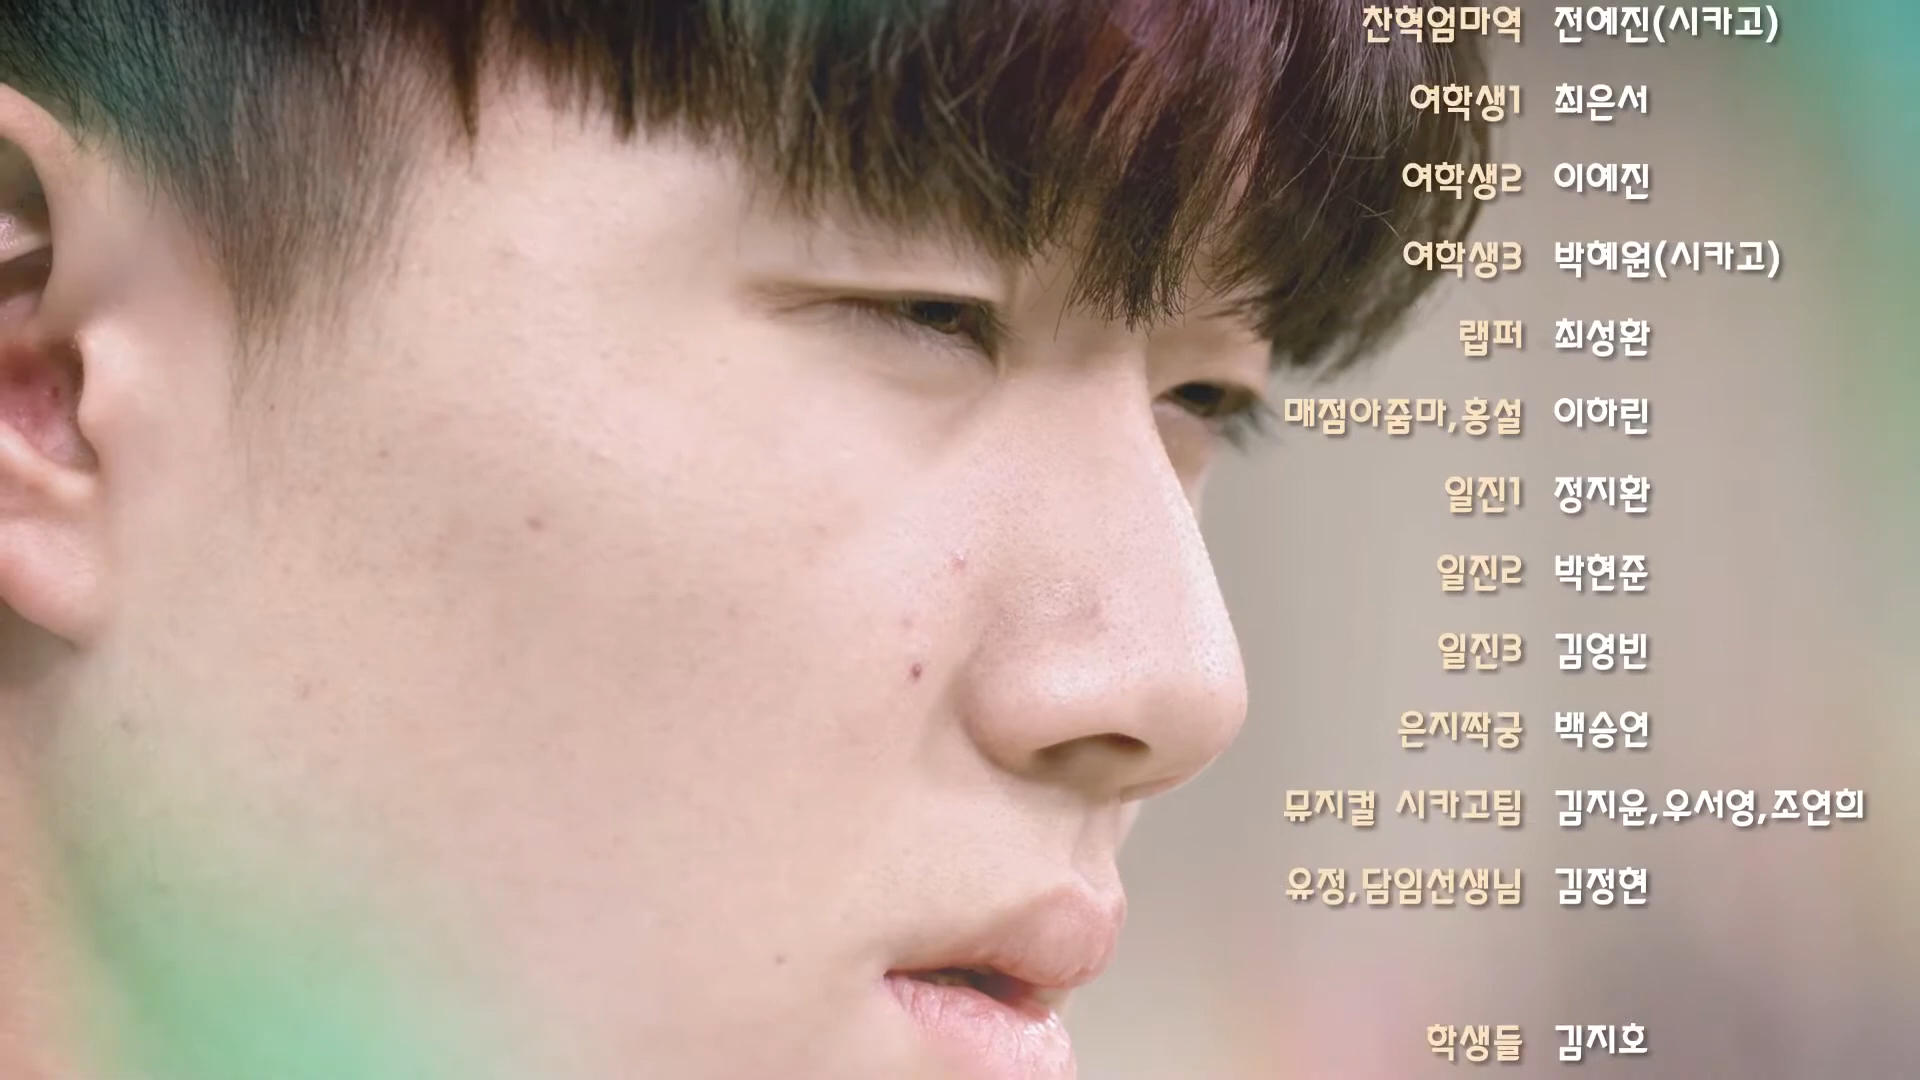 찬혁엄마역 전예진(시카고)
여학생1 최은서
여학생2 이예진
여학생3 박혜원(시카고)
랩퍼 최성환
매점아줌마,홍설 이하린
일진1 정지환
일진2 박현준
일진3 김영빈
은지짝궁 백승연
뮤지컬 시카고팀 김지윤,우서영,조연희
유정,담임선생님 김정현
학생들 김지호